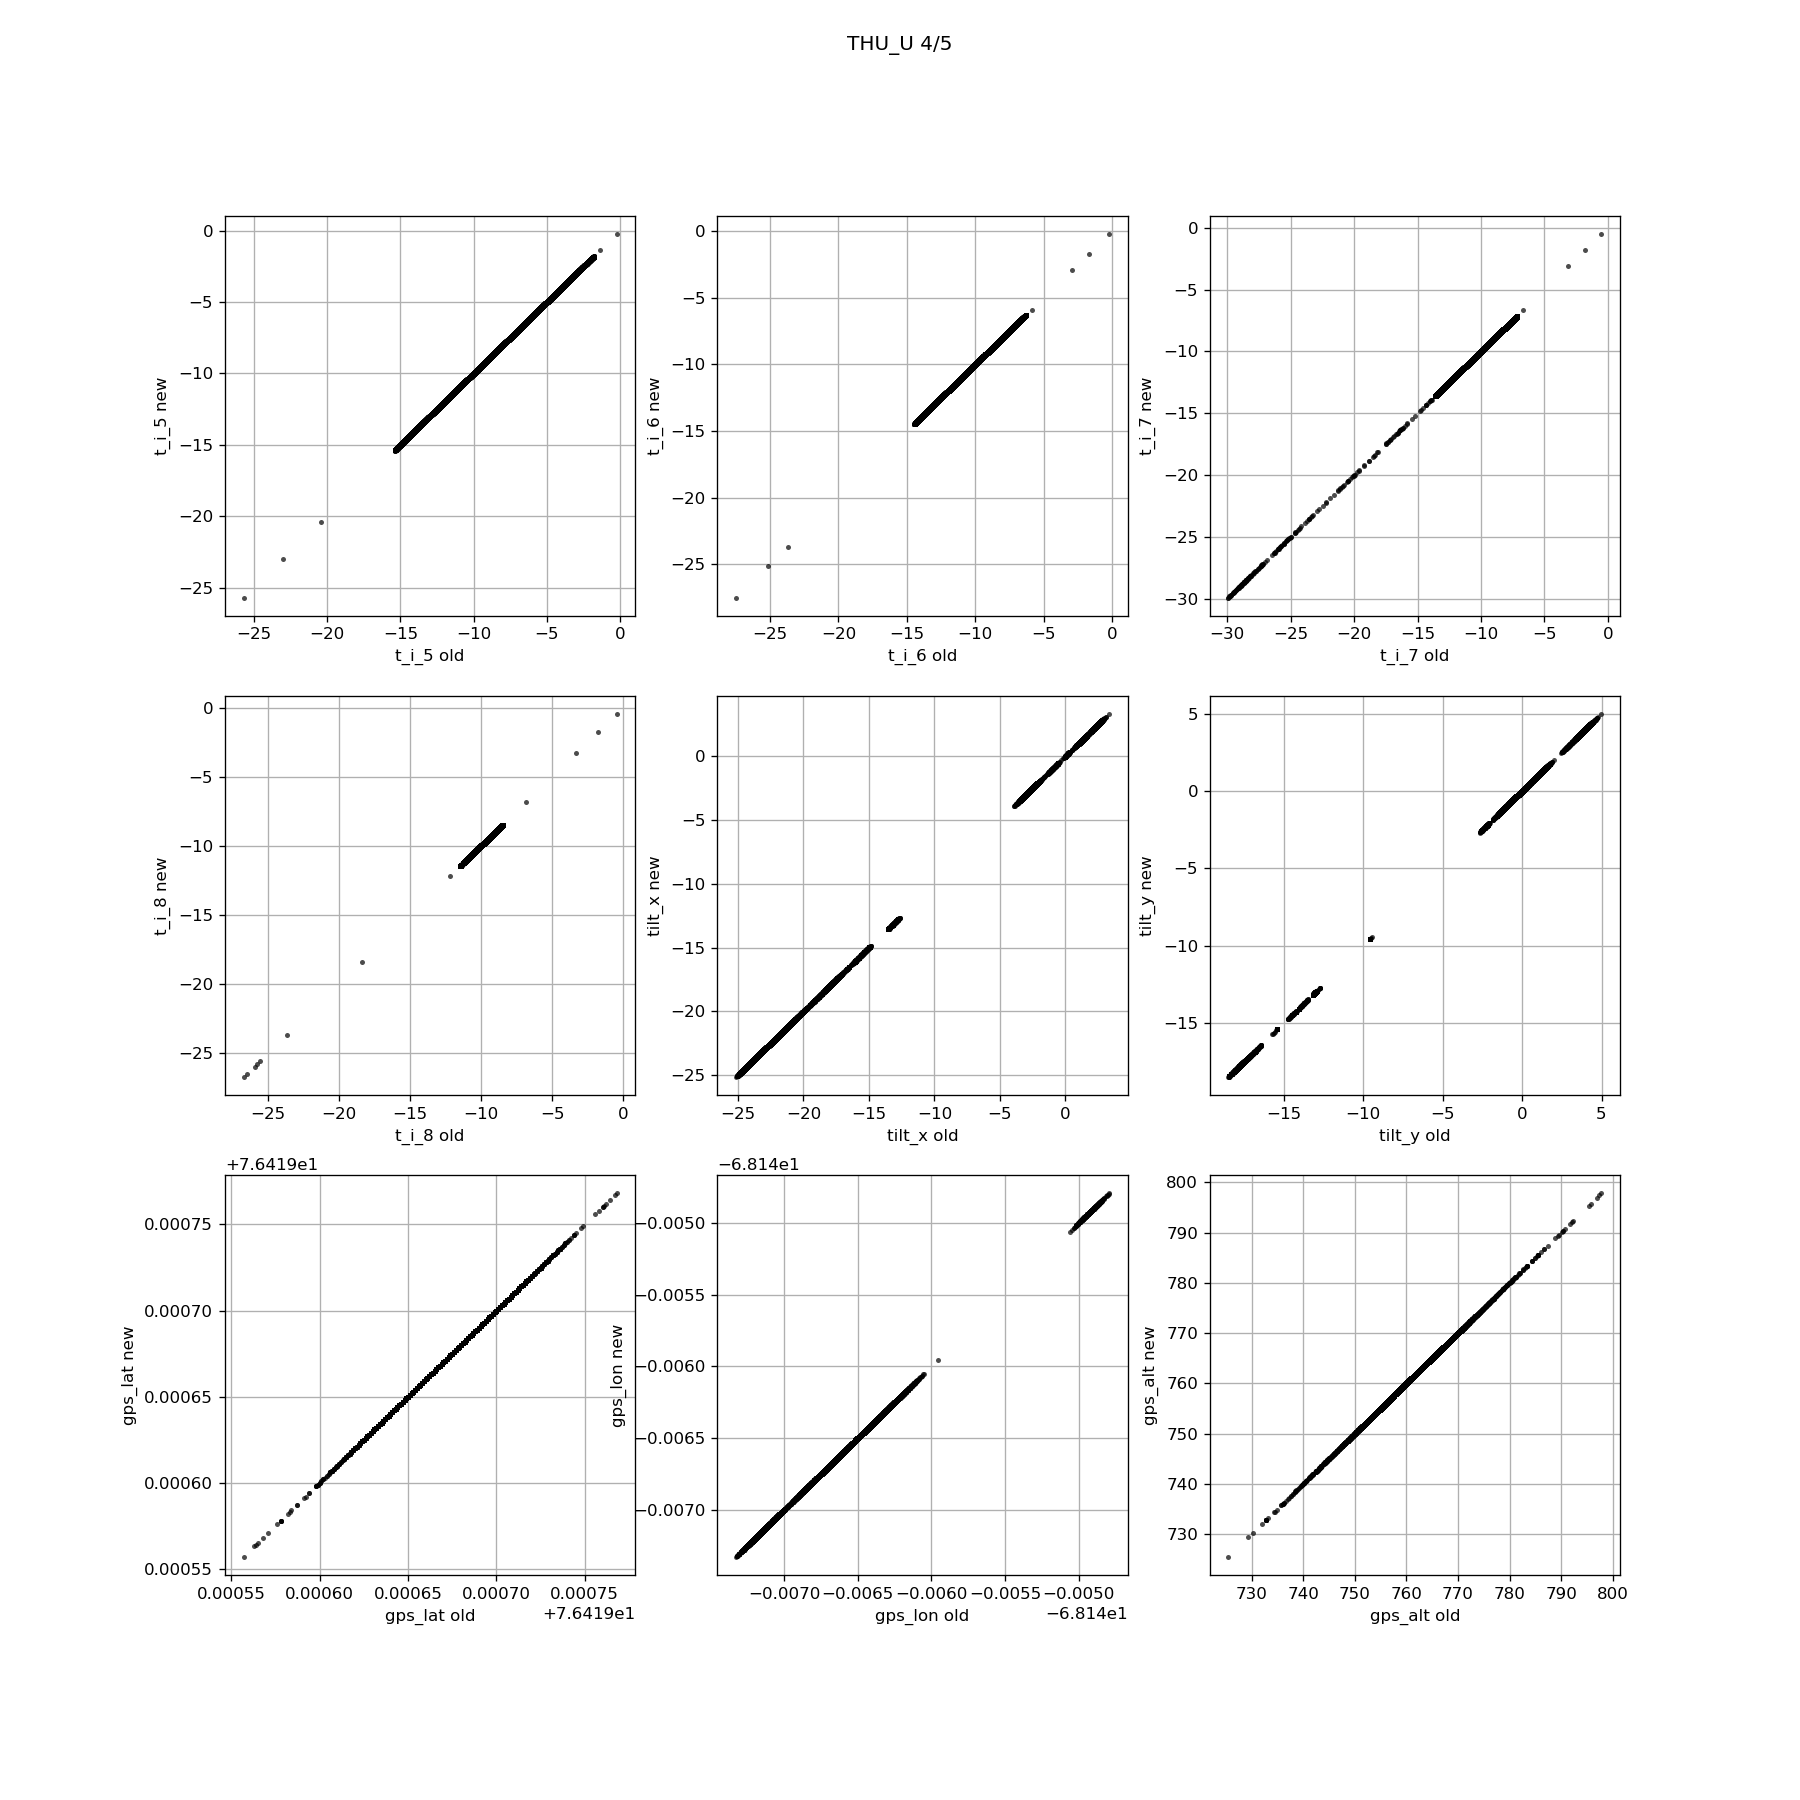 THU_U 4/5
0
−5
−10
−15
−20
−25
t_i_5 new
−25 −20 −15 −10 −5 0
t_i_5 old
0
−5
−10
−15
−20
−25
t_i_6 new
−25 −20 −15 −10 −5 0
t_i_6 old
0
−5
−10
−15
−20
−25
−30
t_i_7 new
−30 −25 −20 −15 −10 −5 0
t_i_7 old
0
−5
−10
−15
−20
−25
t_i_8 new
−25 −20 −15 −10 −5 0
t_i_8 old
0
−5
−10
−15
−20
−25
tilt_x new
−25 −20 −15 −10 −5 0
tilt_x old
5
0
−5
−10
−15
tilt_y new
−15 −10 −5 0 5
tilt_y old
+7.6419e1
0.00075
0.00070
0.00065
0.00060
0.00055
gps_lat new
0.00055 0.00060 0.00065 0.00070 0.00075
gps_lat old
+7.6419e1
−6.814e1
−0.0050
−0.0055
−0.0060
−0.0065
−0.0070
gps_lon new
−0.0070 −0.0065 −0.0060 −0.0055 −0.0050
gps_lon old
−6.814e1
800
790
780
770
760
750
740
730
gps_alt new
730 740 750 760 770 780 790 800
gps_alt old